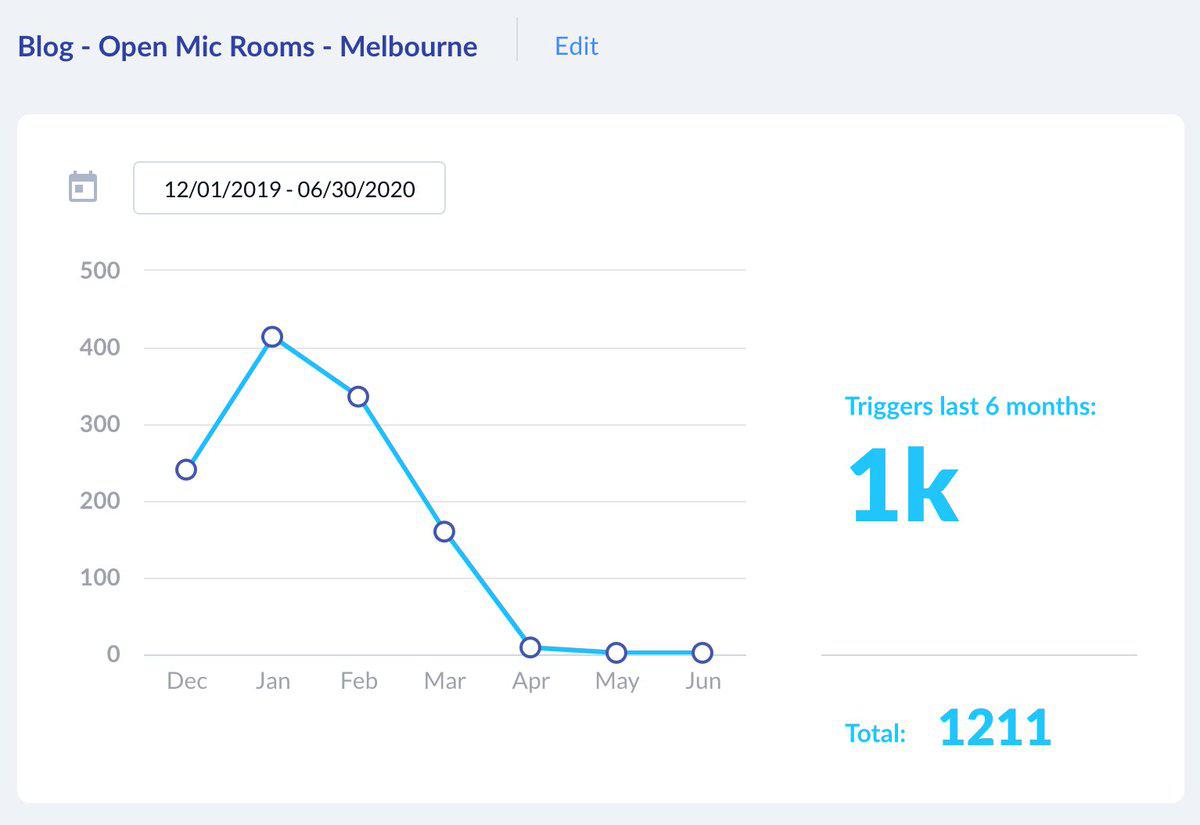 Blog - Open Mic Rooms - Melbourne
Edit
12/01/2019 - 06/30/2020
500
400
300
200
100
0
Dec Jan Feb Mar Apr May Jun
Triggers last 6 months:
1k
Total: 1211